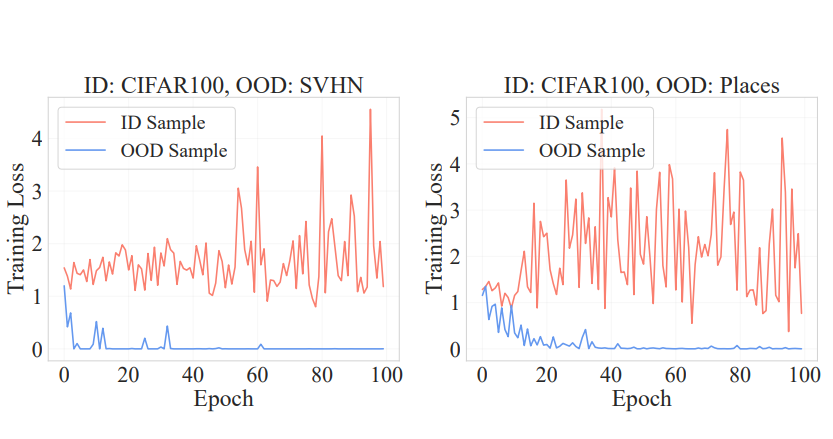 ID: CIFAR100, OOD: SVHN
ID Sample
OOD Sample
Training Loss
4
3
2
1
0
0 20 40 60 80 100
Epoch
ID: CIFAR100, OOD: Places
ID Sample
OOD Sample
Training Loss
5
4
3
2
1
0
0 20 40 60 80 100
Epoch